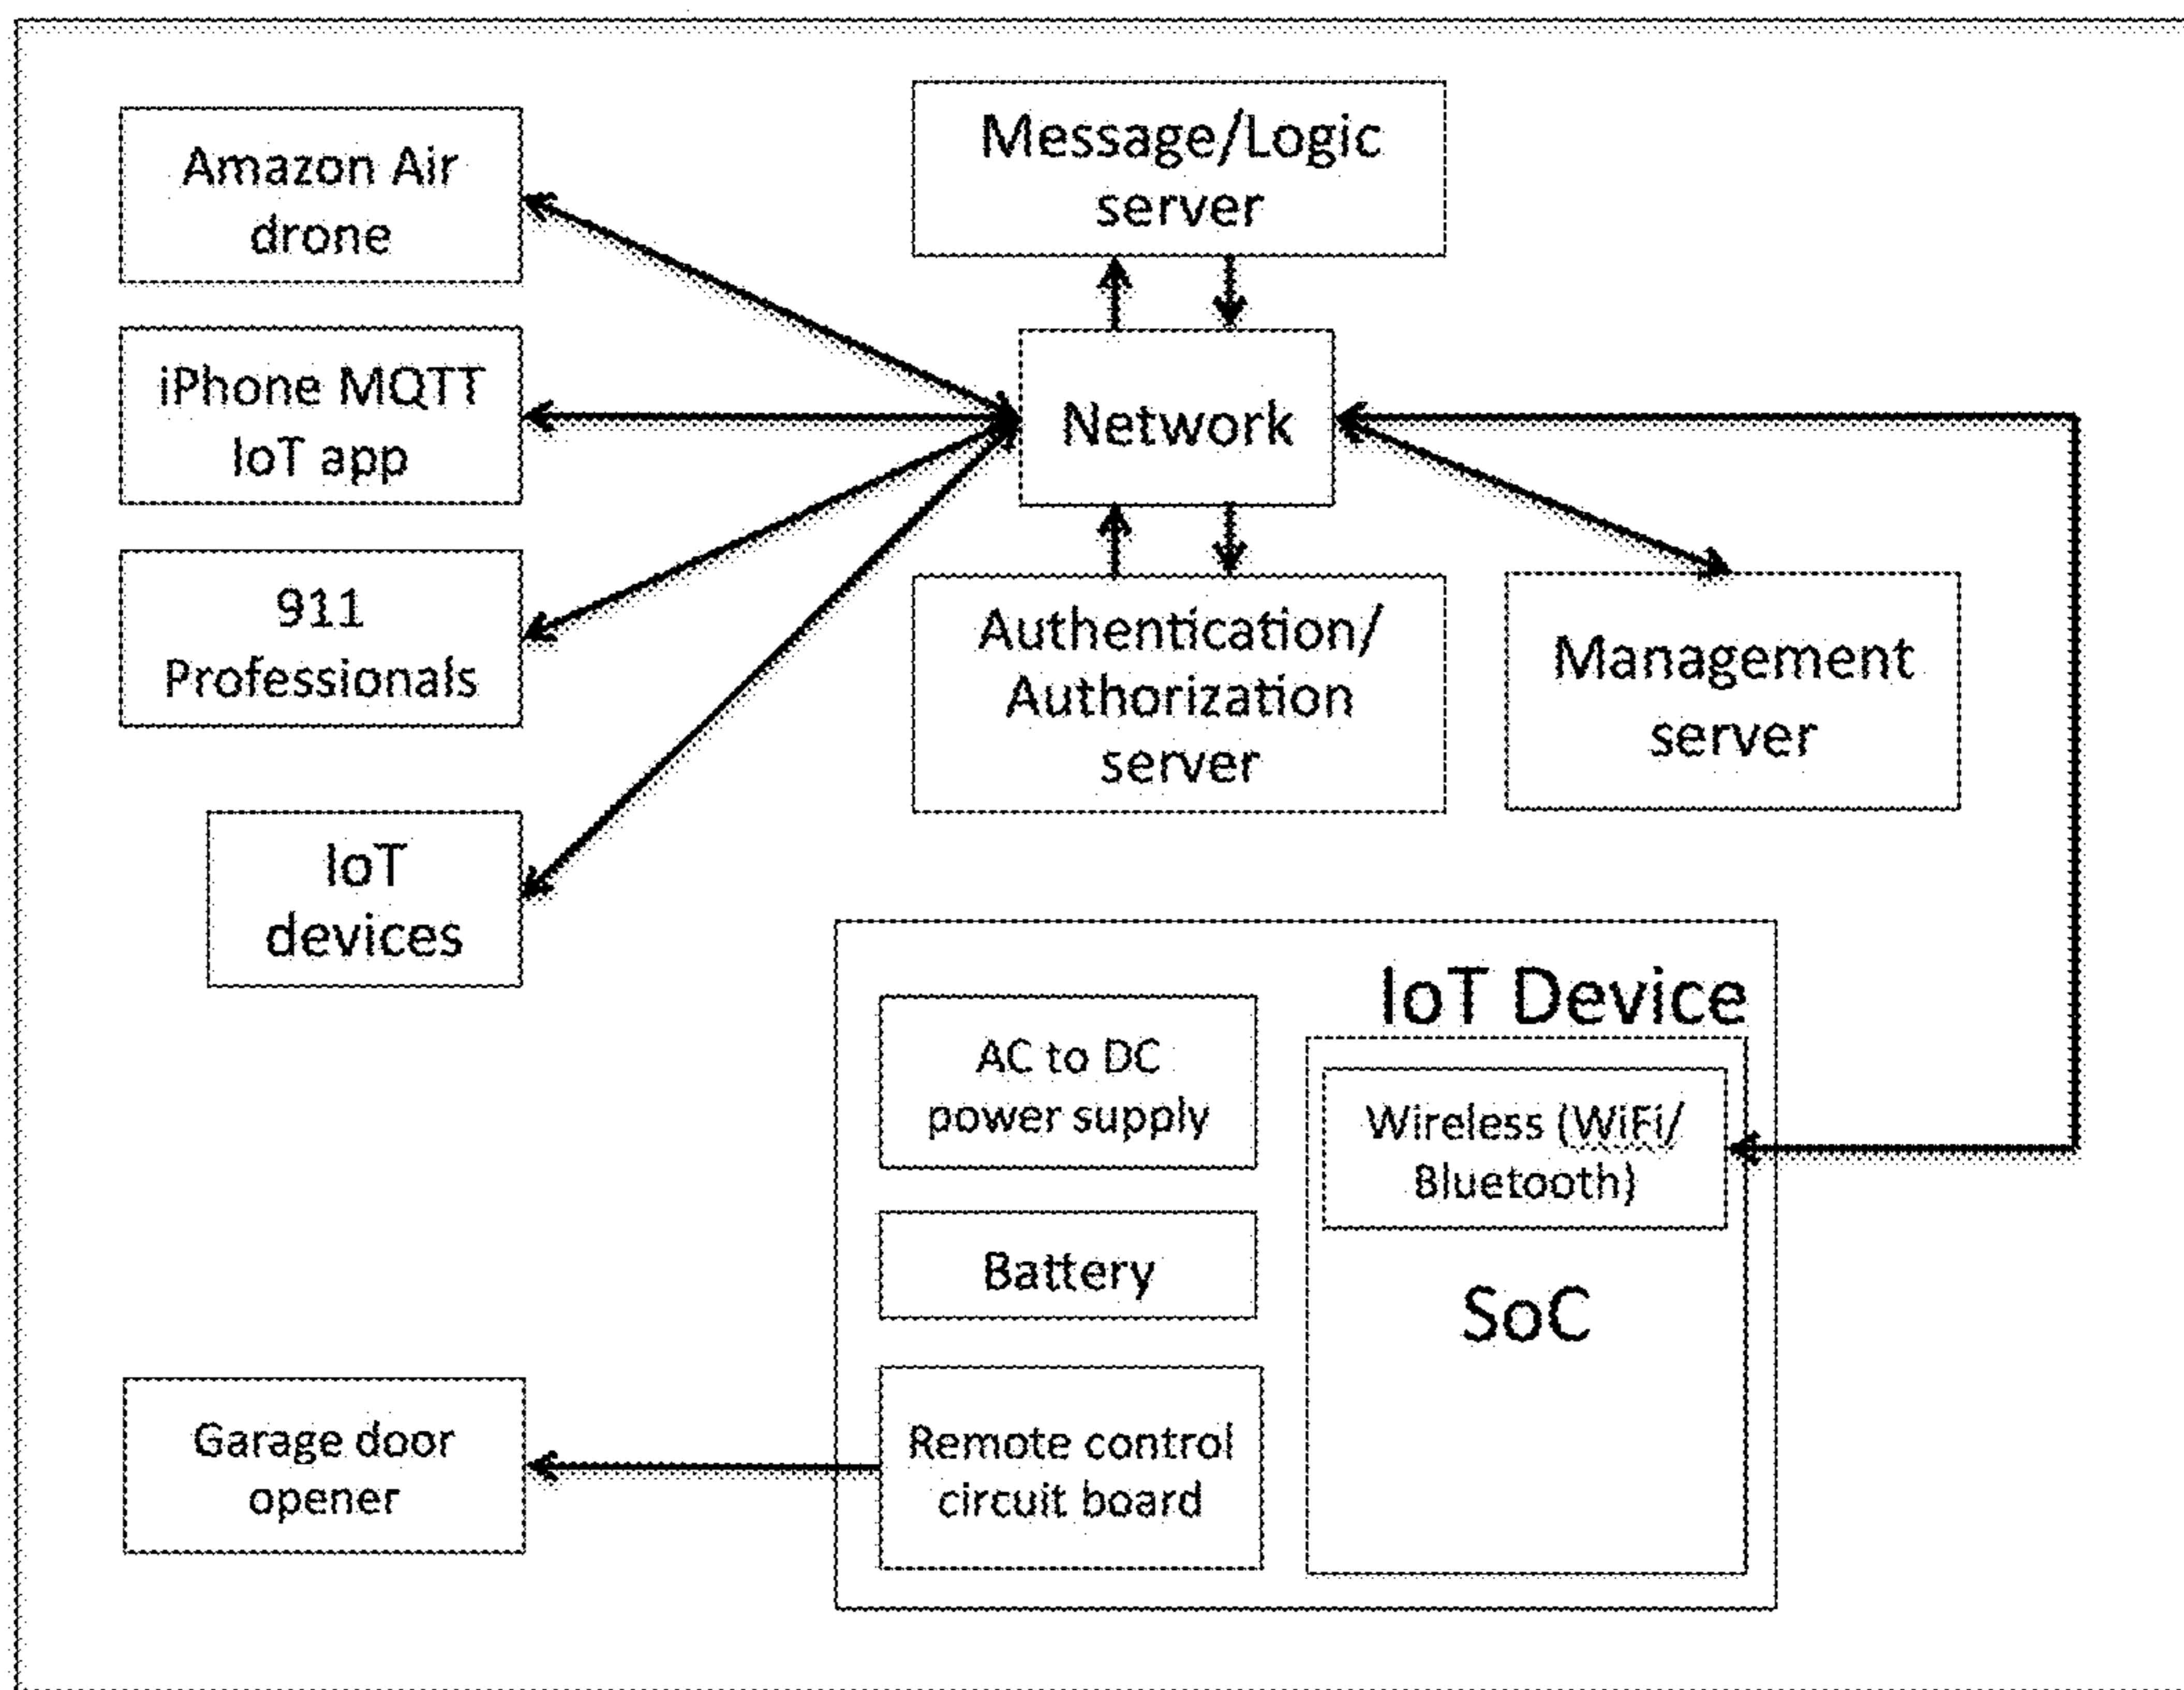 Amazon Air
drone
Message/Logic
server
iPhone MQTT
IoT app
Network
911
Professionals
Authentication/
Authorization
server
Management
server
IoT
devices
IoT Device
AC to DC
power supply
Wireless (WiFi/
Bluetooth)
Battery
SoC
Garage door
opener
Remote control
circuit board